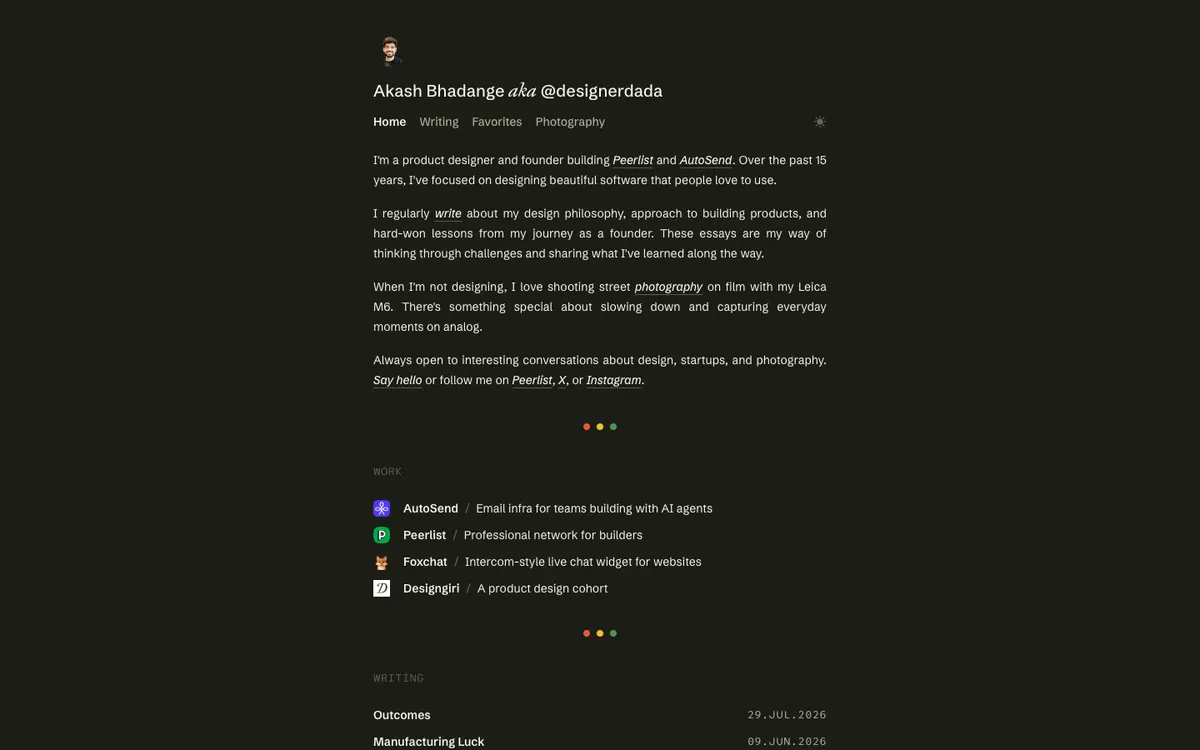 Akash Bhadange aka @designerdada
Home Writing Favorites Photography
I'm a product designer and founder building Peerlist and AutoSend. Over the past 15
years, I've focused on designing beautiful software that people love to use.
I regularly write about my design philosophy, approach to building products, and
hard-won lessons from my journey as a founder. These essays are my way of
thinking through challenges and sharing what I've learned along the way.
When I'm not designing, I love shooting street photography on film with my Leica
M6. There's something special about slowing down and capturing everyday
moments on analog.
Always open to interesting conversations about design, startups, and photography.
Say hello or follow me on Peerlist, X, or Instagram.
WORK
AutoSend / Email infra for teams building with AI agents
P Peerlist / Professional network for builders
Foxchat / Intercom-style live chat widget for websites
D Designgiri / A product design cohort
WRITING
Outcomes 29.JUL.2026
Manufacturing Luck 09.JUN.2026